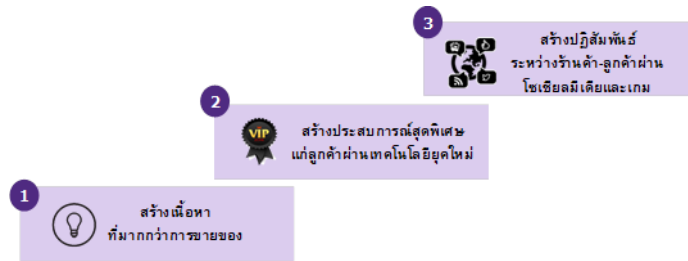 3
สร้างปฏิสัมพันธ์
ระหว่างร้านค้า-ลูกค้าผ่าน
โซเชียลมีเดียและเกม
2
VIP
สร้างประสบการณ์สุดพิเศษ
แก่ลูกค้าผ่านเทคโนโลยียุคใหม่
1
สร้างเนื้อหา
ที่มากกว่าการขายของ